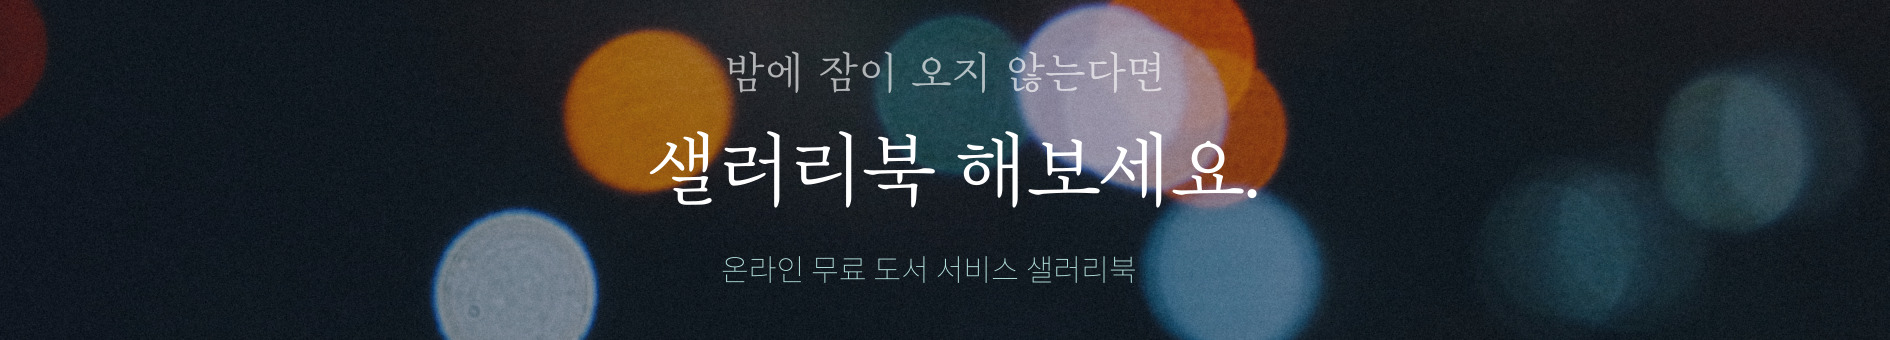 밤에 잠이 오지 않는다면
샐러리북 해보세요.
온라인 무료 도서 서비스 샐러리북